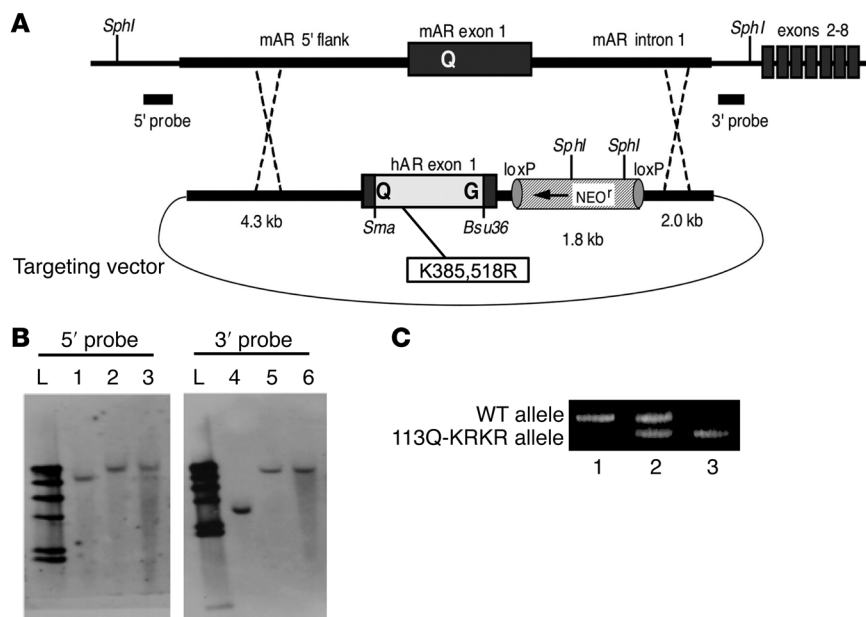 A
SphI
mAR 5' flank
mAR exon 1
mAR intron 1
SphI
exons 2-8
Q
5' probe
3' probe
hAR exon 1
loxP
SphI
SphI
loxP
Q
G
NEOr
4.3 kb
Sma
Bsu36
1.8 kb
2.0 kb
K385,518R
Targeting vector
B
5′ probe
3′ probe
L 1 2 3
L 4 5 6
C
WT allele
113Q-KRKR allele
1 2 3